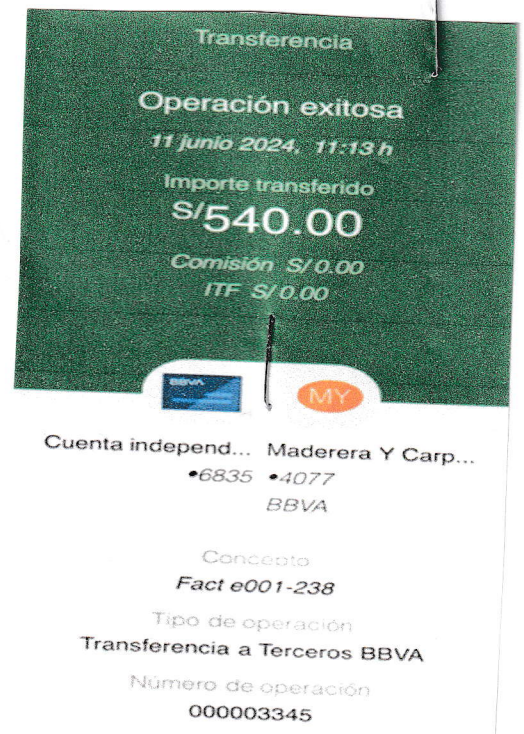 Transferencia
Operación exitosa
11 junio 2024, 11:13 h
Importe transferido
S/540.00
Comisión S/ 0.00
ITF S/ 0.00
BBVA MY
Cuenta independ... Maderera Y Carp...
•6835 •4077
BBVA
Concepto
Fact e001-238
Tipo de operación
Transferencia a Terceros BBVA
Número de operación
000003345